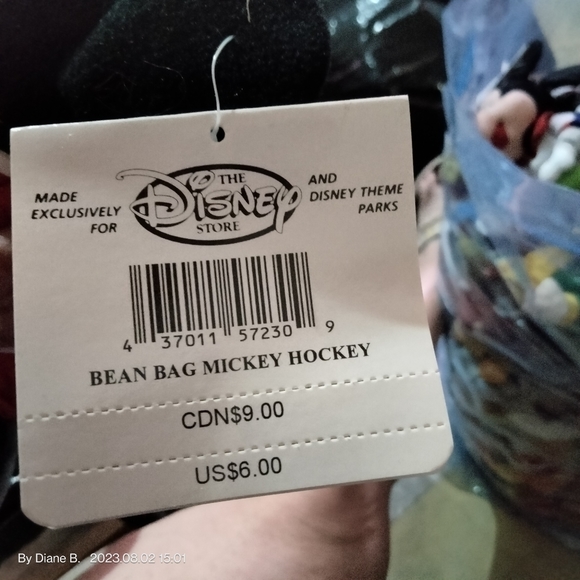 MADE EXCLUSIVELY FOR
THE Disney STORE
AND DISNEY THEME PARKS
4 37011 57230 9
BEAN BAG MICKEY HOCKEY
CDN$9.00
US$6.00
By Diane B. 2023.08.02 15:01